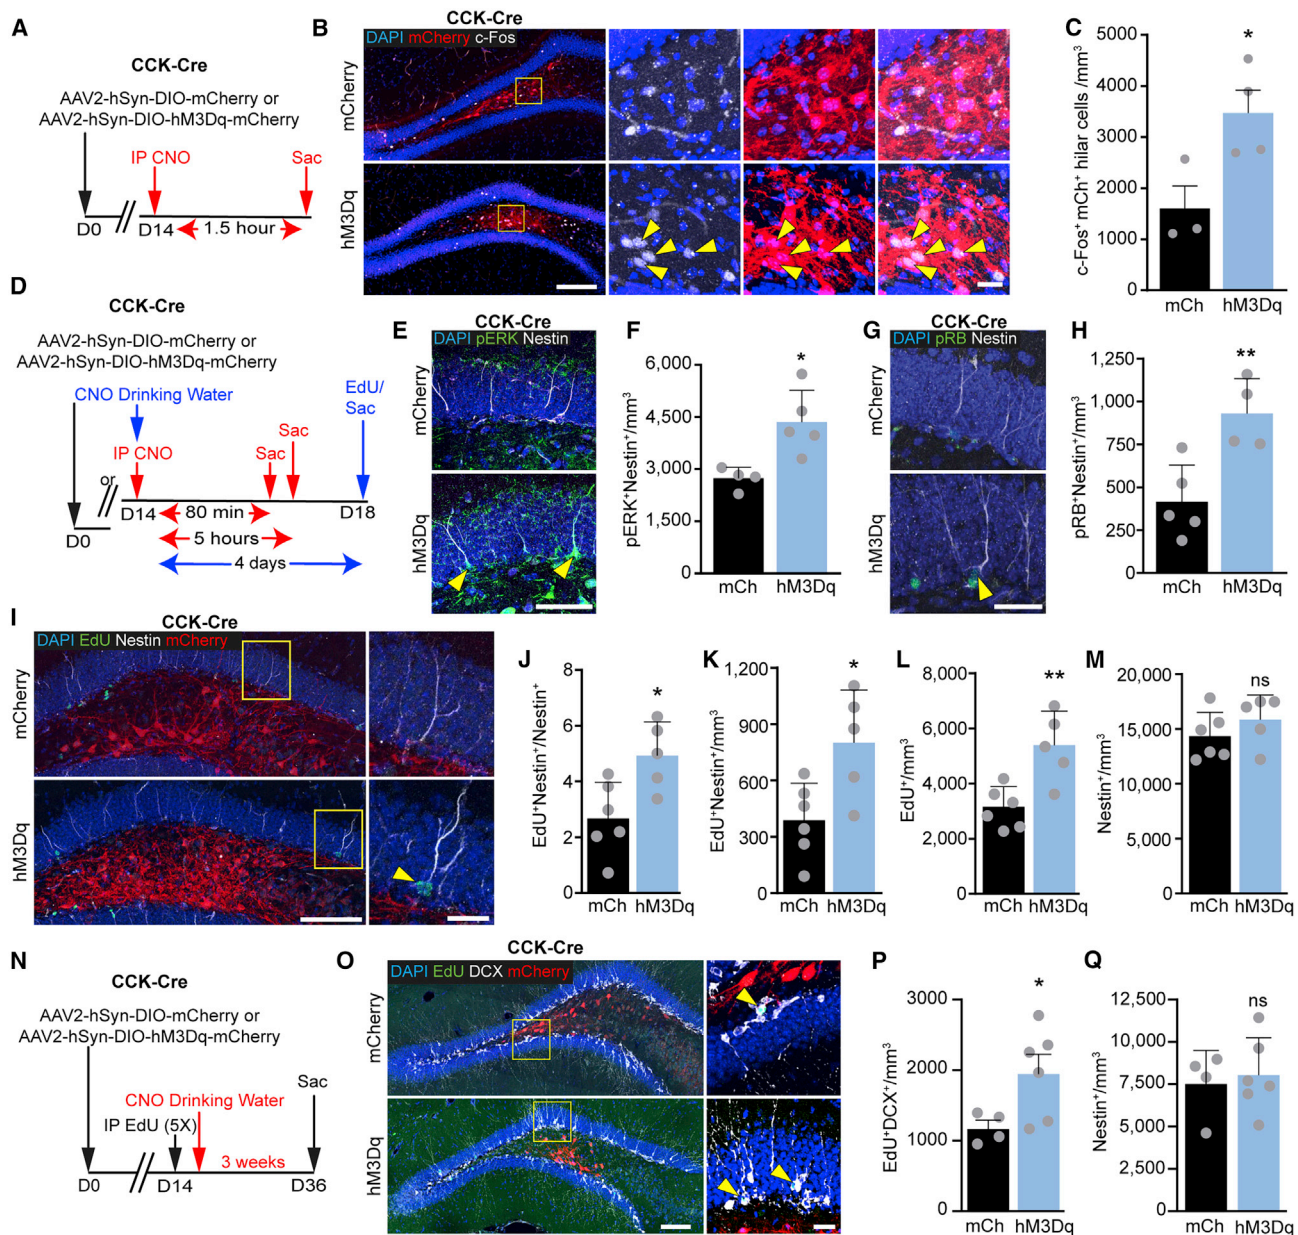 A
CCK-Cre
AAV2-hSyn-DIO-mCherry or
AAV2-hSyn-DIO-hM3Dq-mCherry
IP CNO
Sac
D0
D14
1.5 hour
B
CCK-Cre
DAPI mCherry c-Fos
mCherry
hM3Dq
C
c-Fos⁺ mCh⁺ hilar cells /mm³
5000
4000
3000
2000
1000
0
*
mCh
hM3Dq
D
CCK-Cre
AAV2-hSyn-DIO-mCherry or
AAV2-hSyn-DIO-hM3Dq-mCherry
CNO Drinking Water
EdU/
Sac
IP CNO
Sac
Sac
or
D0
D14
80 min
D18
5 hours
4 days
E
CCK-Cre
DAPI pERK Nestin
mCherry
hM3Dq
F
pERK⁺Nestin⁺/mm³
6,000
4,500
3,000
1,500
0
*
mCh
hM3Dq
G
CCK-Cre
DAPI pRB Nestin
mCherry
hM3Dq
H
pRB⁺Nestin⁺/mm³
1,250
1,000
750
500
250
0
**
mCh
hM3Dq
I
CCK-Cre
DAPI EdU Nestin mCherry
mCherry
hM3Dq
J
EdU⁺Nestin⁺/Nestin⁺
8
6
4
2
0
*
mCh
hM3Dq
K
EdU⁺Nestin⁺/mm³
1,200
900
600
300
0
*
mCh
hM3Dq
L
EdU⁺/mm³
8,000
6,000
4,000
2,000
0
**
mCh
hM3Dq
M
Nestin⁺/mm³
20,000
15,000
10,000
5,000
0
ns
mCh
hM3Dq
N
CCK-Cre
AAV2-hSyn-DIO-mCherry or
AAV2-hSyn-DIO-hM3Dq-mCherry
Sac
CNO Drinking Water
IP EdU (5X)
3 weeks
D0
D14
D36
O
CCK-Cre
DAPI EdU DCX mCherry
mCherry
hM3Dq
P
EdU⁺DCX⁺/mm³
3000
2000
1000
0
*
mCh
hM3Dq
Q
Nestin⁺/mm³
12,500
10,000
7,500
5,000
2,500
0
ns
mCh
hM3Dq